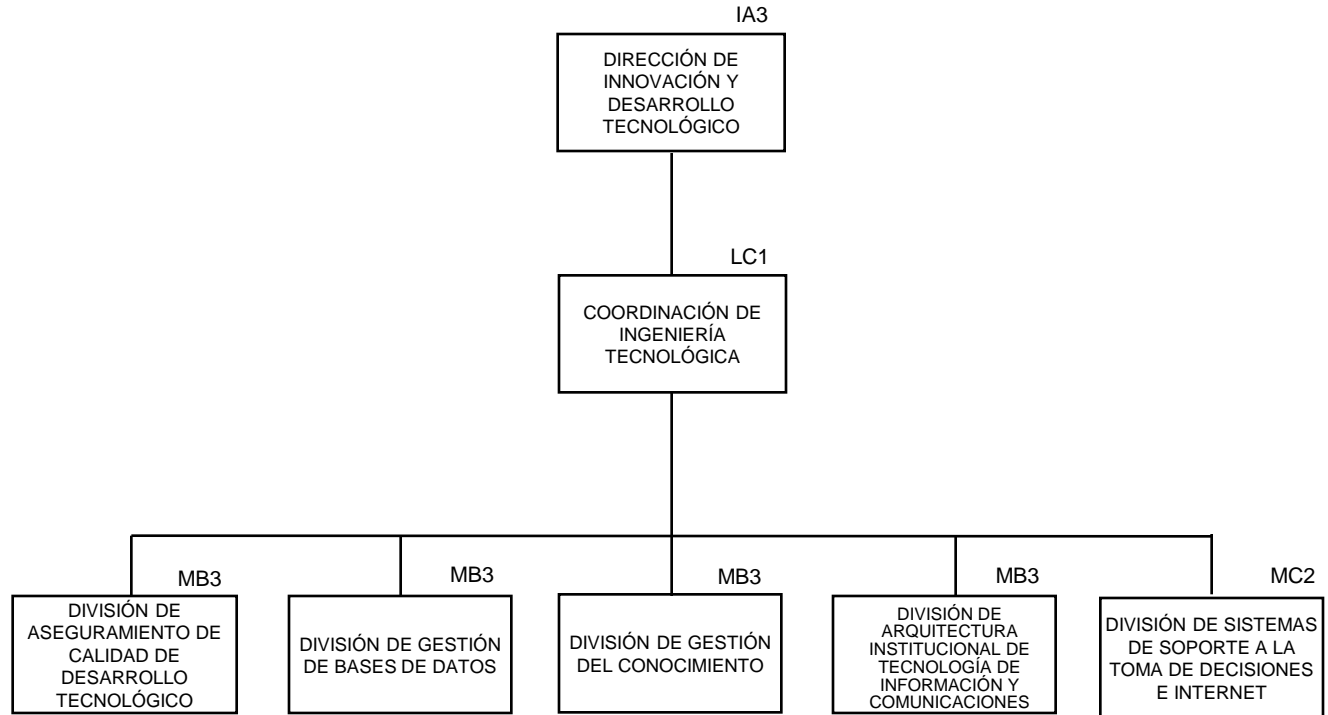 IA3
DIRECCIÓN DE
INNOVACIÓN Y
DESARROLLO
TECNOLÓGICO
LC1
COORDINACIÓN DE
INGENIERÍA
TECNOLÓGICA
MB3
DIVISIÓN DE
ASEGURAMIENTO DE
CALIDAD DE
DESARROLLO
TECNOLÓGICO
MB3
DIVISIÓN DE GESTIÓN
DE BASES DE DATOS
MB3
DIVISIÓN DE GESTIÓN
DEL CONOCIMIENTO
MB3
DIVISIÓN DE
ARQUITECTURA
INSTITUCIONAL DE
TECNOLOGÍA DE
INFORMACIÓN Y
COMUNICACIONES
MC2
DIVISIÓN DE SISTEMAS
DE SOPORTE A LA
TOMA DE DECISIONES
E INTERNET